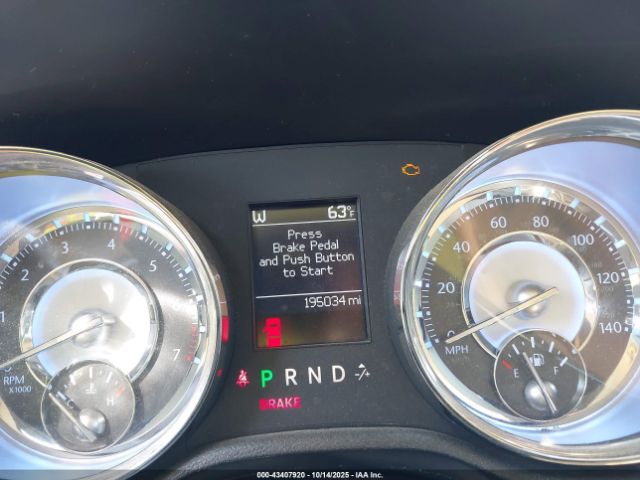 W 63°F
Press
Brake Pedal
and Push Button
to Start
195034 mi
P R N D -/+
BRAKE
1 2 3 4 5 7
RPM
X1000
H
0 20 40 60 80 100 120 140
MPH
E F
000-43407920 - 10/14/2025 - IAA Inc.